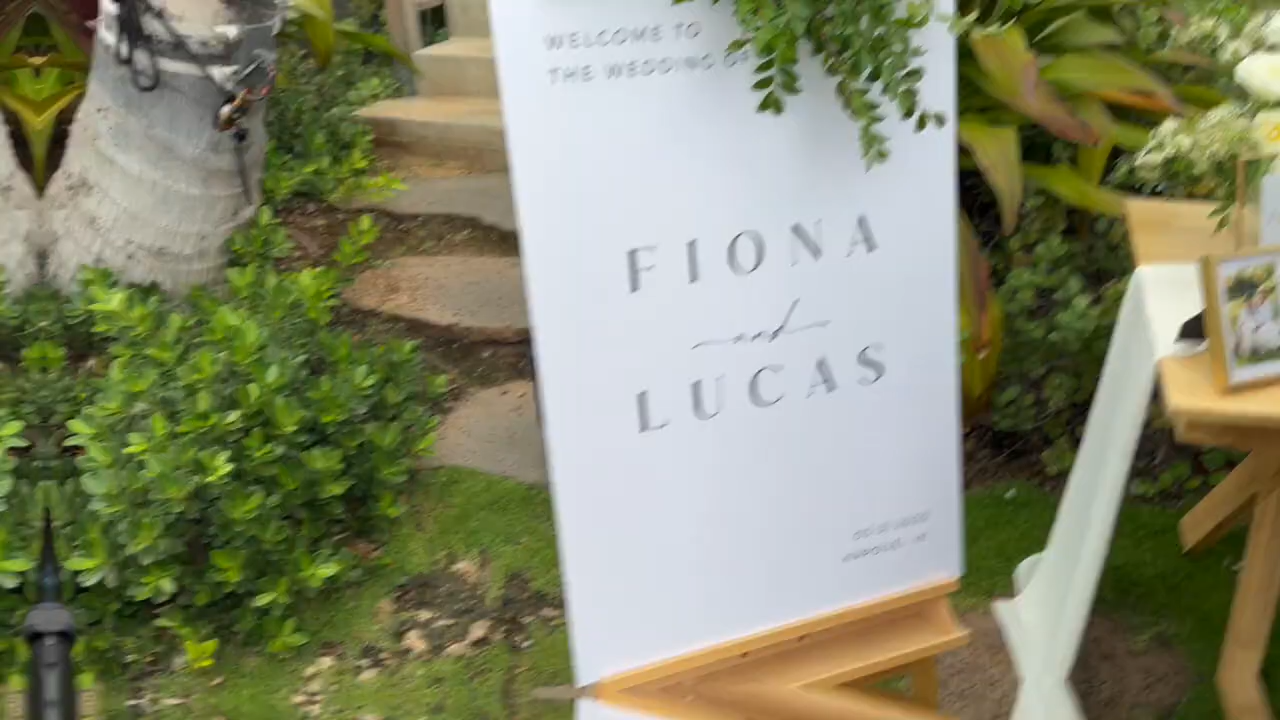 WELCOME TO
THE WEDDING OF
FIONA
and
LUCAS